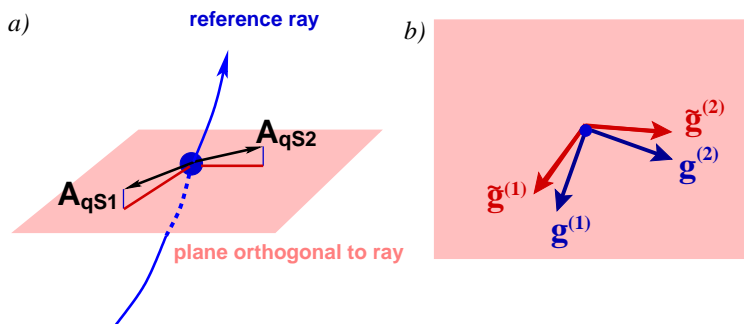 a)
reference ray
A_qS2
A_qS1
plane orthogonal to ray
b)
g̃^(2)
g^(2)
g̃^(1)
g^(1)